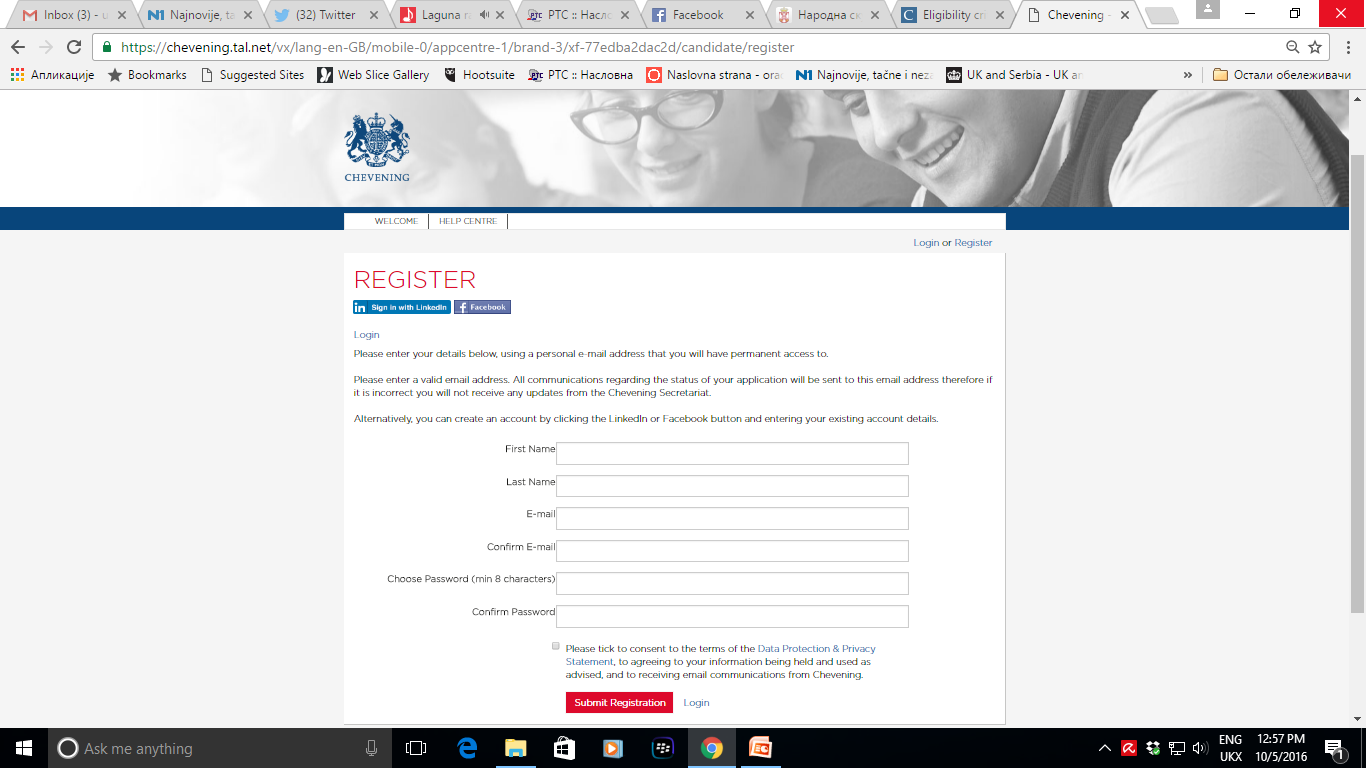 Inbox (3) - u
Najnovije, ta
(32) Twitter
Laguna ra
РТС :: Насло
Facebook
Народна ск
Eligibility cri
Chevening -
https://chevening.tal.net/vx/lang-en-GB/mobile-0/appcentre-1/brand-3/xf-77edba2dac2d/candidate/register
Апликације
Bookmarks
Suggested Sites
Web Slice Gallery
Hootsuite
РТС :: Насловна
Naslovna strana - ora
Najnovije, tačne i neza
UK and Serbia - UK an
»
Остали обележивачи
CHEVENING
WELCOME
HELP CENTRE
Login or Register
REGISTER
in Sign in with LinkedIn
f Facebook
Login
Please enter your details below, using a personal e-mail address that you will have permanent access to.
Please enter a valid email address. All communications regarding the status of your application will be sent to this email address therefore if
it is incorrect you will not receive any updates from the Chevening Secretariat.
Alternatively, you can create an account by clicking the LinkedIn or Facebook button and entering your existing account details.
First Name
Last Name
E-mail
Confirm E-mail
Choose Password (min 8 characters)
Confirm Password
Please tick to consent to the terms of the Data Protection & Privacy
Statement, to agreeing to your information being held and used as
advised, and to receiving email communications from Chevening.
Submit Registration
Login
Ask me anything
ENG
UKX
12:57 PM
10/5/2016
1